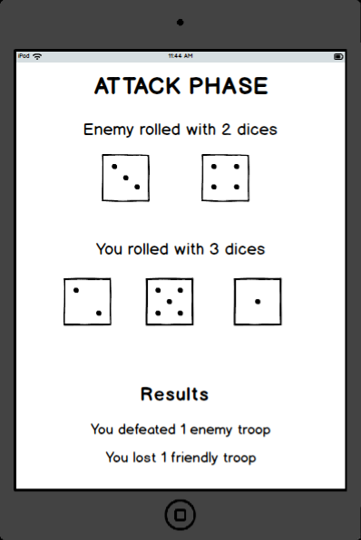 iPod 11:44 AM
ATTACK PHASE
Enemy rolled with 2 dices
You rolled with 3 dices
Results
You defeated 1 enemy troop
You lost 1 friendly troop